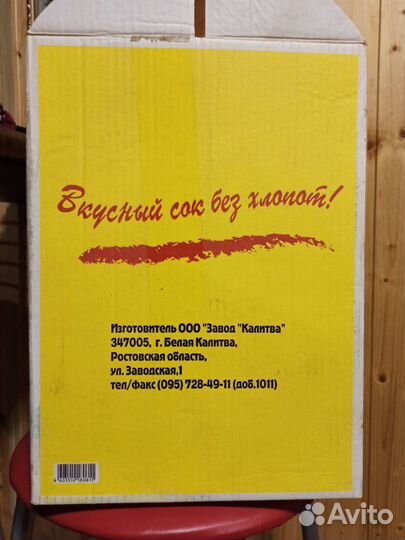 Вкусный сок без хлопот!
Изготовитель ООО "Завод "Калитва"
347005, г. Белая Калитва,
Ростовская область,
ул. Заводская,1
тел/факс (095) 728-49-11 (доб.1011)
Avito